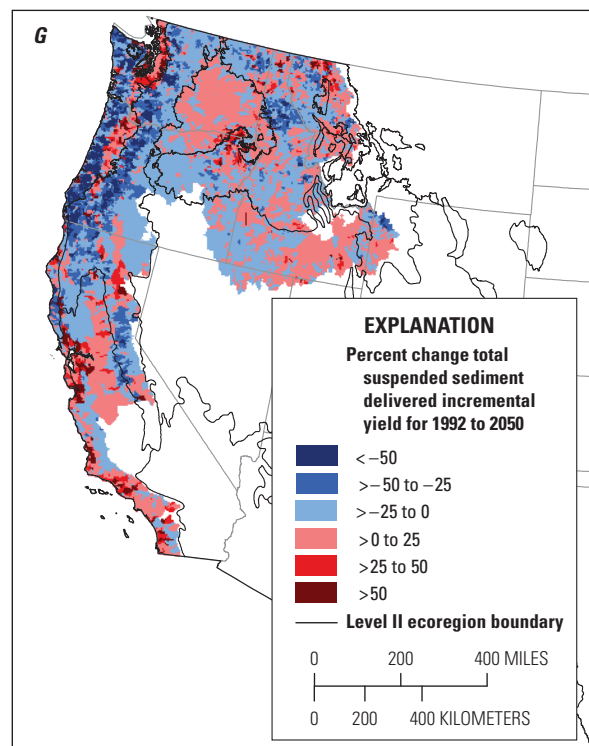 G
EXPLANATION
Percent change total
suspended sediment
delivered incremental
yield for 1992 to 2050
<−50
>−50 to −25
>−25 to 0
>0 to 25
>25 to 50
>50
Level II ecoregion boundary
0 200 400 MILES
0 200 400 KILOMETERS